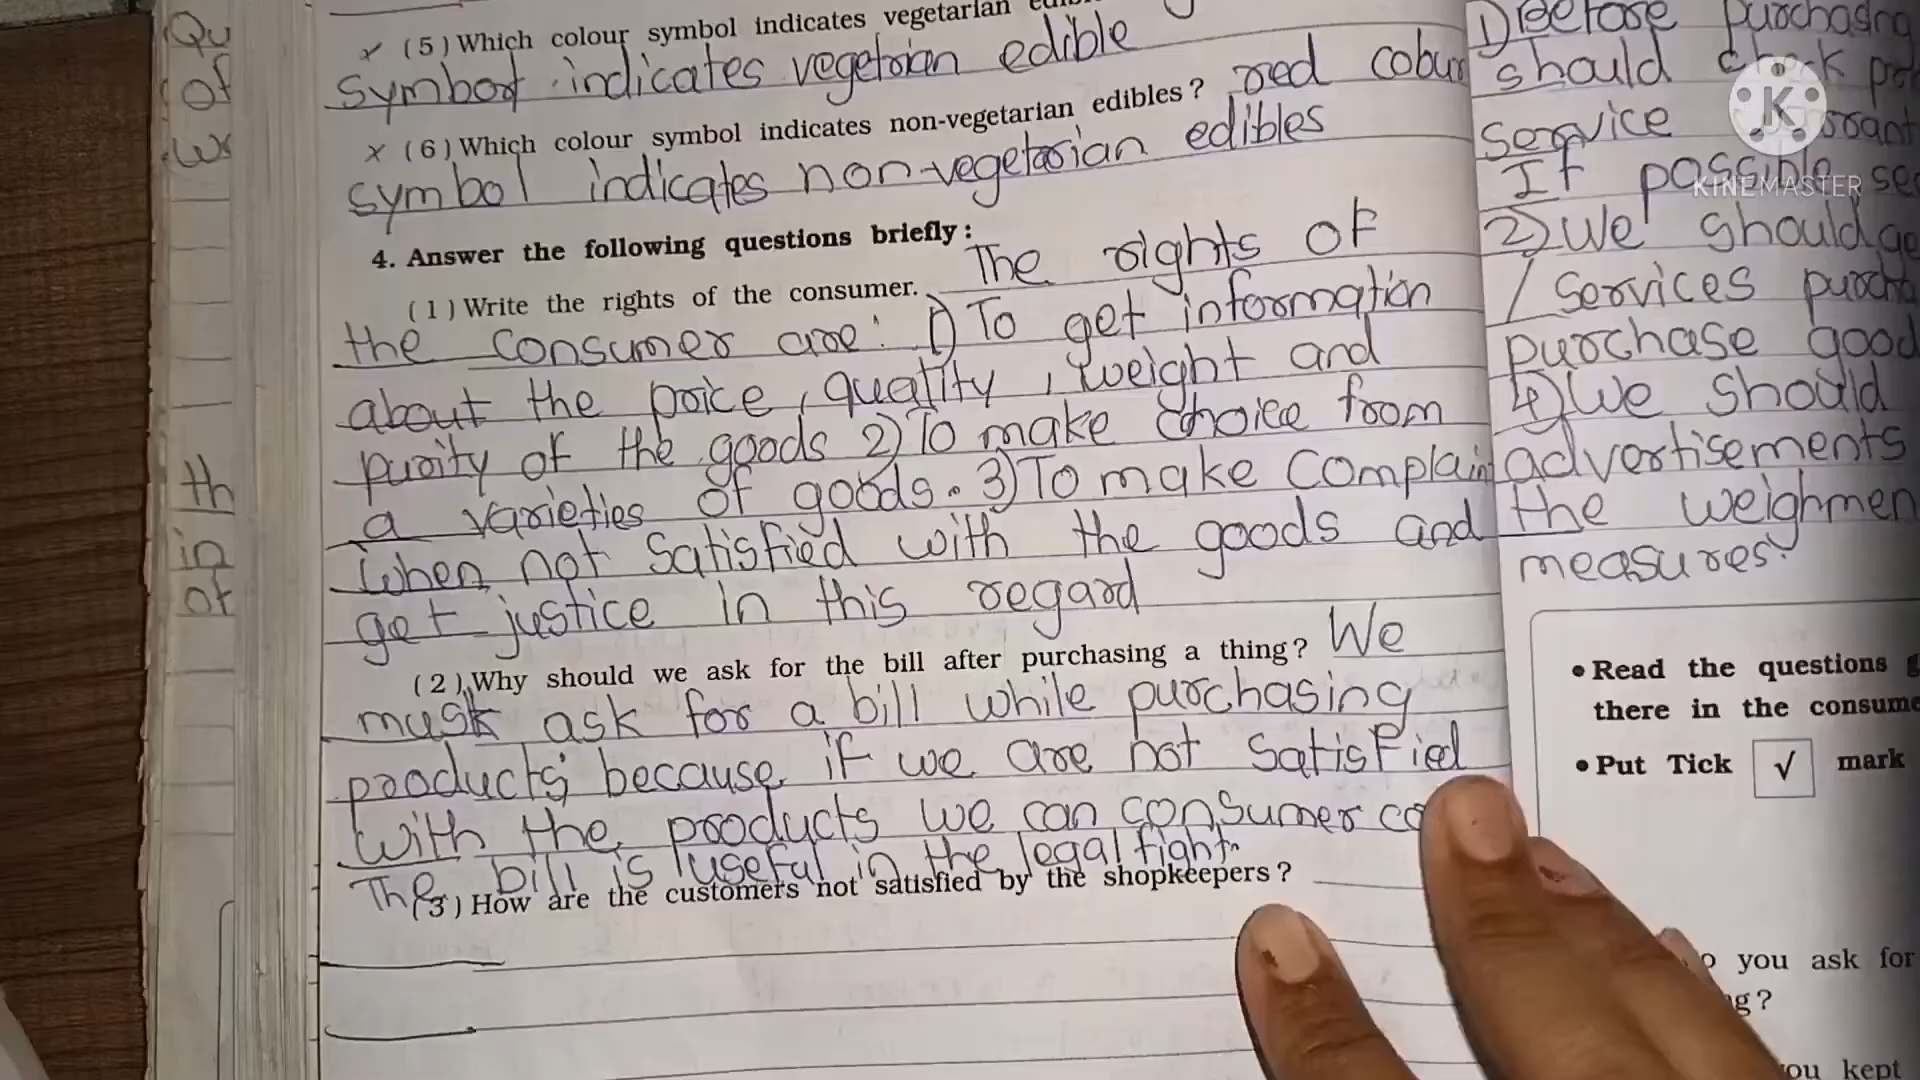 Qu
of
th
in
of
(5) Which colour symbol indicates vegetarian
symbol indicates vegetarian edible
(6) Which colour symbol indicates non-vegetarian edibles? red colour
symbol indicates non-vegetarian edibles
4. Answer the following questions briefly:
(1) Write the rights of the consumer. The rights of
the consumer are: 1) To get information
about the price, quality, weight and
purity of the goods 2) To make choice from
a varieties of goods. 3) To make complain
when not satisfied with the goods and
get justice in this regard
(2) Why should we ask for the bill after purchasing a thing? We
must ask for a bill while purchasing
products because if we are not satisfied
with the products we can consumer co
The bill is useful in the legal fight
(3) How are the customers not satisfied by the shopkeepers?
1) Before purchasing
should check
service
If possible
2) We should
/ services
purchase good
4) We should
advertisements
the weighmen
measures.
• Read the questions
there in the consume
• Put Tick √ mark
you ask for
g?
ou kept
K
KINEMASTER